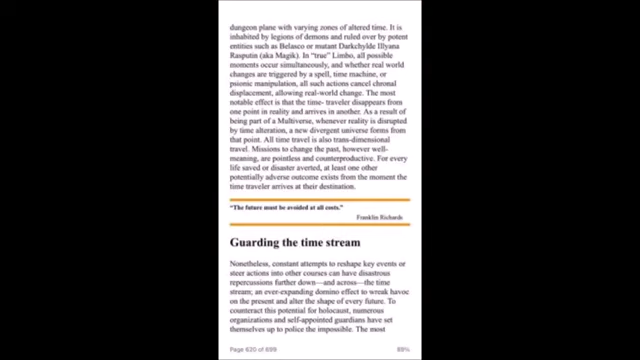 dungeon plane with varying zones of altered time. It is
inhabited by legions of demons and ruled over by potent
entities such as Belasco or mutant Darkchylde Illyana
Rasputin (aka Magik). In “true” Limbo, all possible
moments occur simultaneously, and whether real world
changes are triggered by a spell, time machine, or
psionic manipulation, all such actions cancel chronal
displacement, allowing real-world change. The most
notable effect is that the time- traveler disappears from
one point in reality and arrives in another. As a result of
being part of a Multiverse, whenever reality is disrupted
by time alteration, a new divergent universe forms from
that point. All time travel is also trans-dimensional
travel. Missions to change the past, however well-
meaning, are pointless and counterproductive. For every
life saved or disaster averted, at least one other
potentially adverse outcome exists from the moment the
time traveler arrives at their destination.
“The future must be avoided at all costs.”
Franklin Richards
Guarding the time stream
Nonetheless, constant attempts to reshape key events or
steer actions into other courses can have disastrous
repercussions further down—and across—the time
stream; an ever-expanding domino effect to wreak havoc
on the present and alter the shape of every future. To
counteract this potential for holocaust, numerous
organizations and self-appointed guardians have set
themselves up to police the impossible. The most
Page 620 of 699
89%